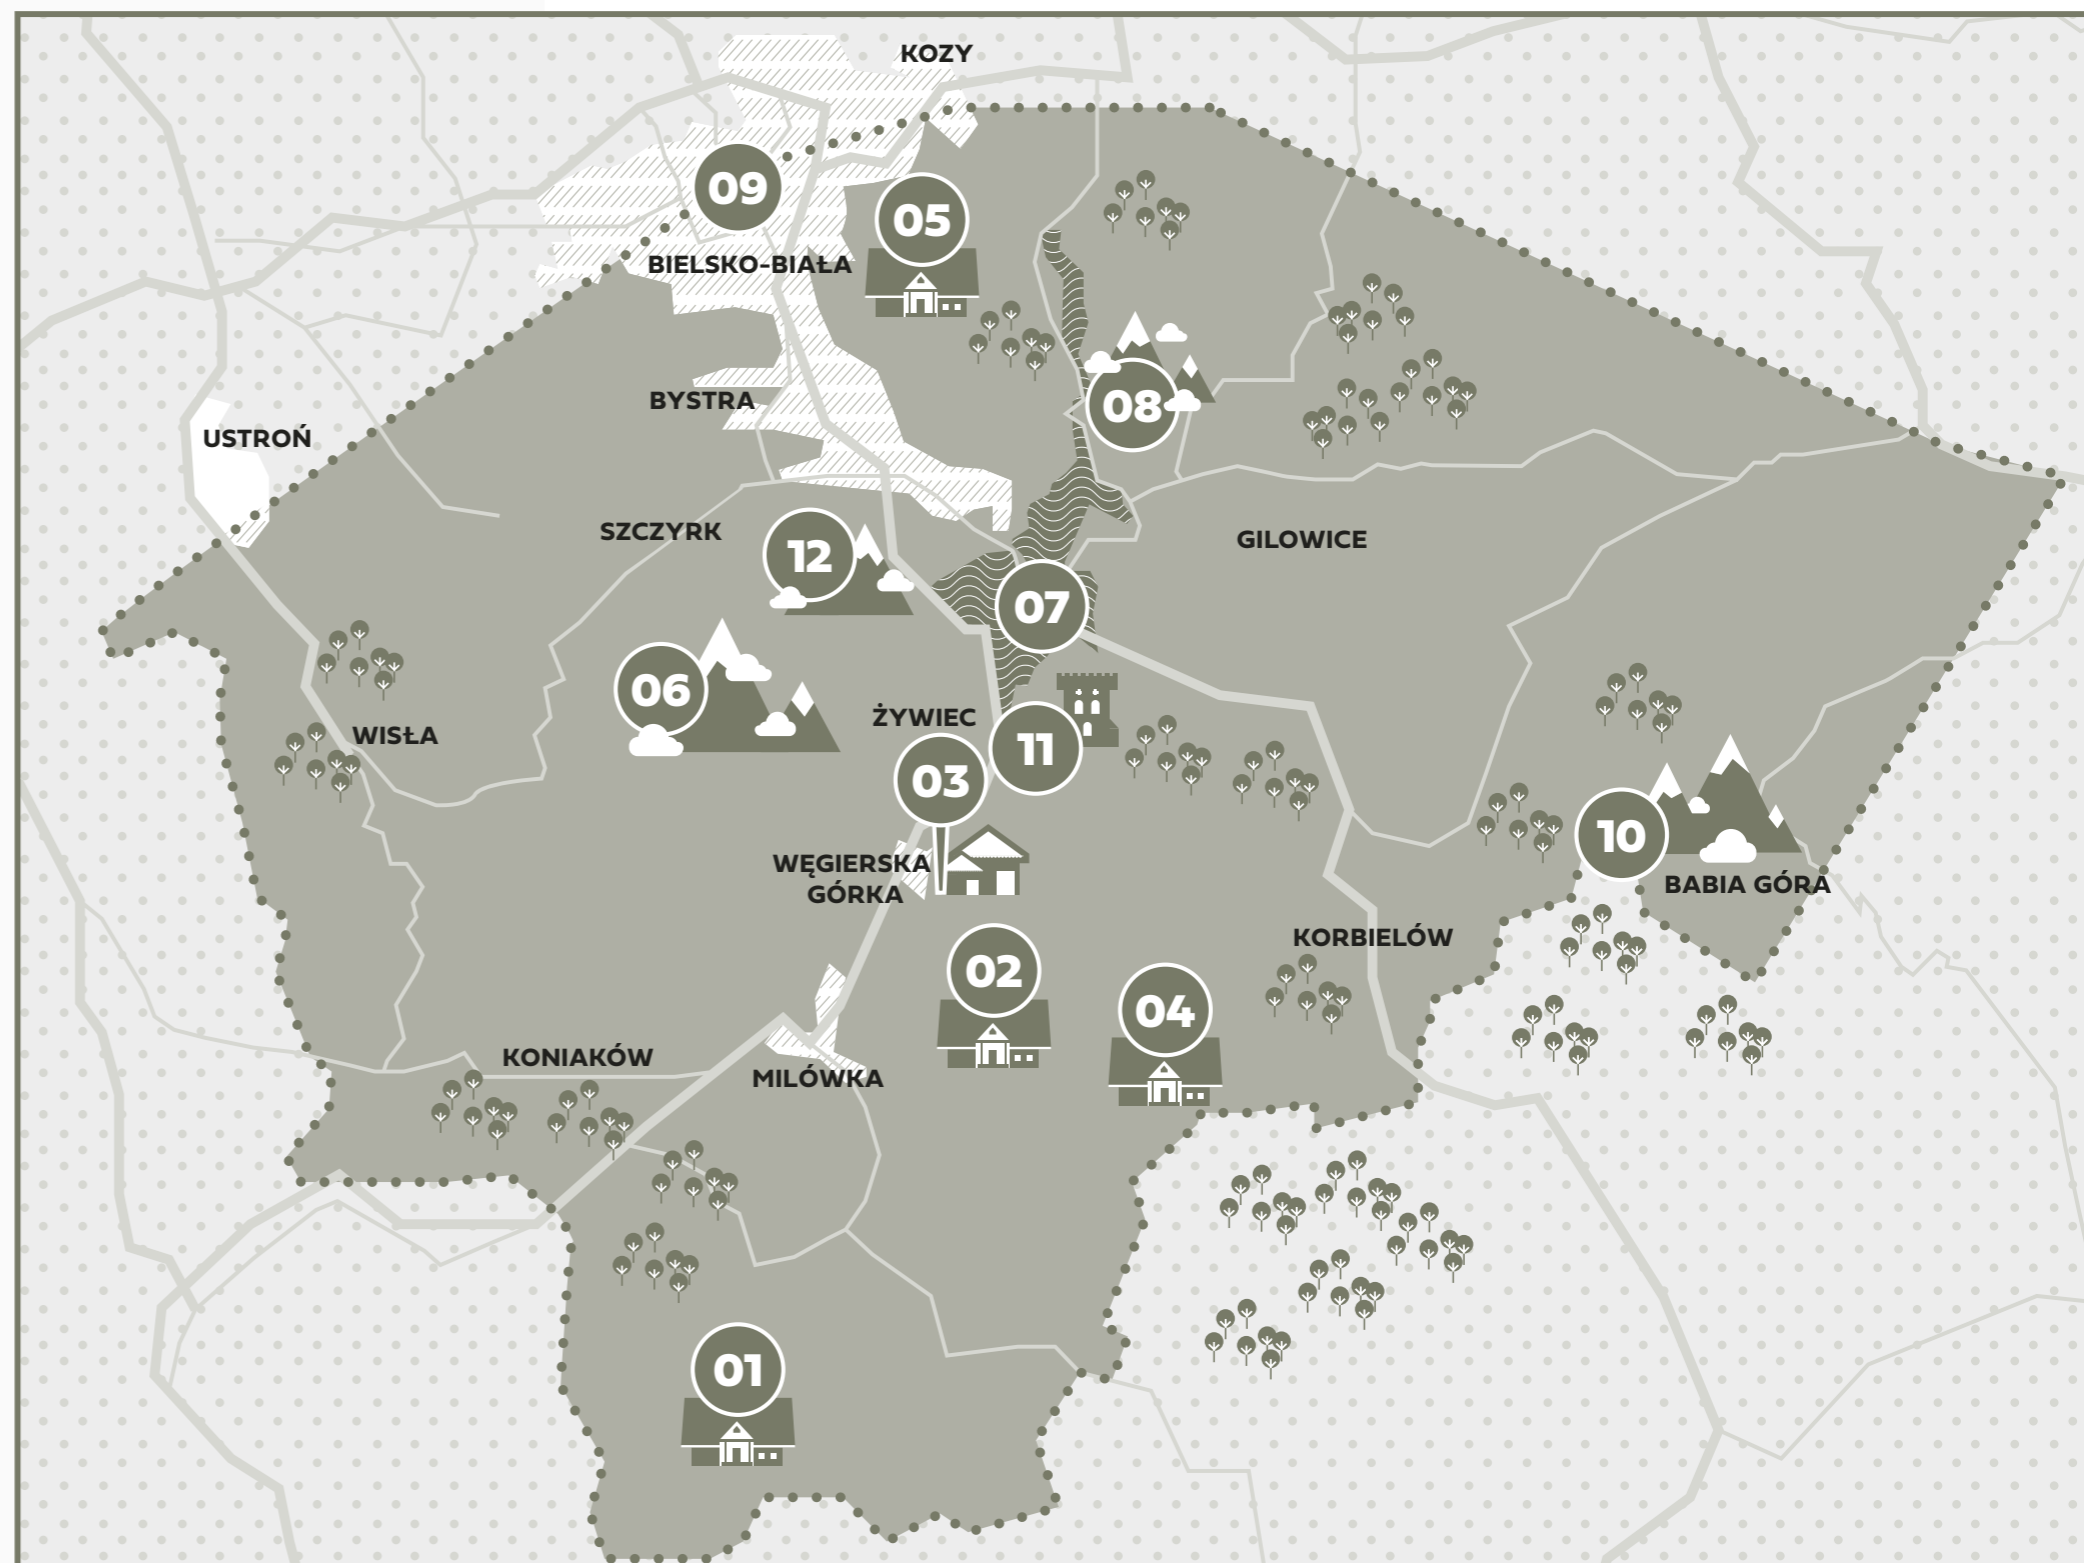 KOZY
09
05
BIELSKO-BIAŁA
08
BYSTRA
USTROŃ
SZCZYRK
GILOWICE
12
07
06
ŻYWIEC
WISŁA
11
03
10
WĘGIERSKA
GÓRKA
BABIA GÓRA
KORBIELÓW
02
04
KONIAKÓW
MILÓWKA
01